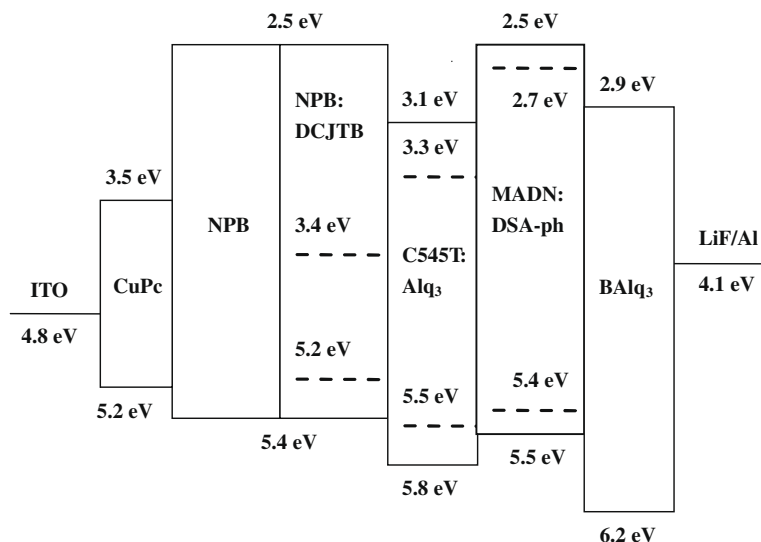 2.5 eV
2.5 eV
NPB:
DCJTB
3.1 eV
2.7 eV
2.9 eV
3.3 eV
3.5 eV
MADN:
DSA-ph
NPB
3.4 eV
C545T:
Alq₃
LiF/Al
4.1 eV
ITO
CuPc
BAlq₃
4.8 eV
5.2 eV
5.4 eV
5.5 eV
5.2 eV
5.4 eV
5.5 eV
5.8 eV
6.2 eV